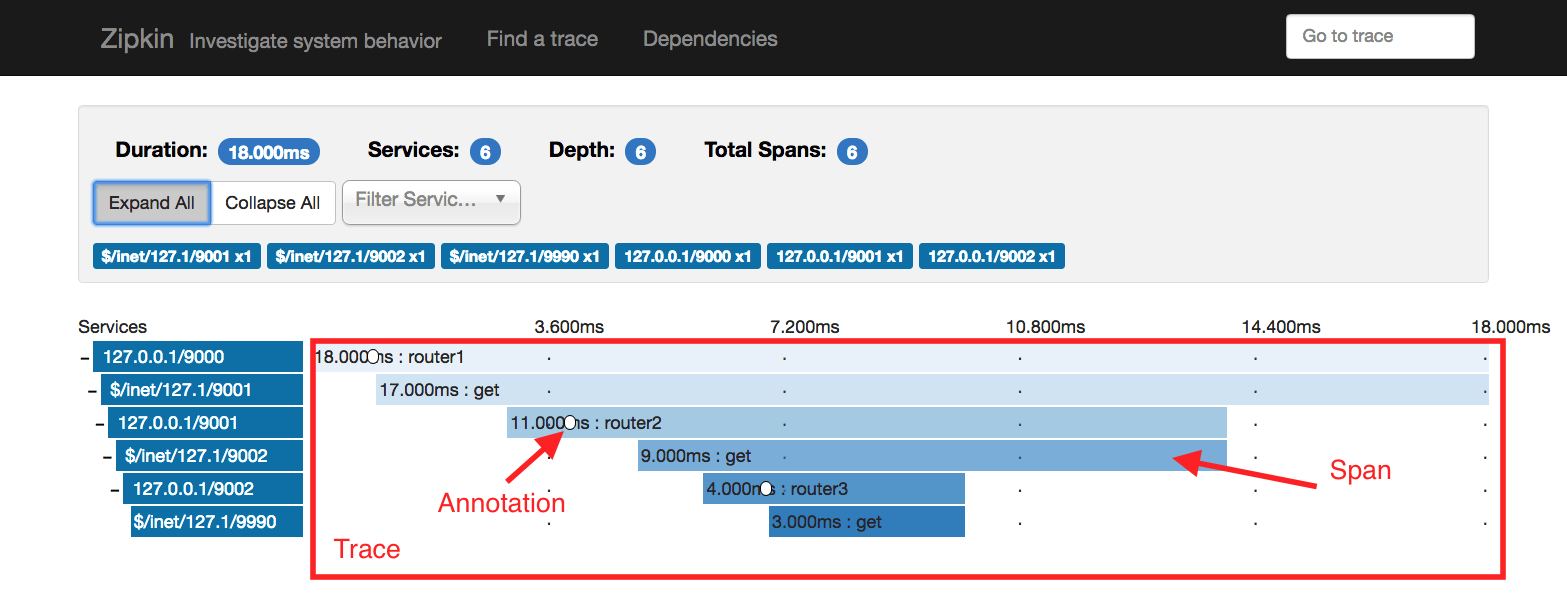 Zipkin Investigate system behavior Find a trace Dependencies Go to trace
Duration: 18.000ms Services: 6 Depth: 6 Total Spans: 6
Expand All Collapse All Filter Servic...
$/inet/127.1/9001 x1 $/inet/127.1/9002 x1 $/inet/127.1/9990 x1 127.0.0.1/9000 x1 127.0.0.1/9001 x1 127.0.0.1/9002 x1
Services 3.600ms 7.200ms 10.800ms 14.400ms 18.000ms
127.0.0.1/9000 18.000ms : router1
$/inet/127.1/9001 17.000ms : get
127.0.0.1/9001 11.000ms : router2
$/inet/127.1/9002 9.000ms : get
Span
127.0.0.1/9002 4.000ms : router3
Annotation
$/inet/127.1/9990 3.000ms : get
Trace